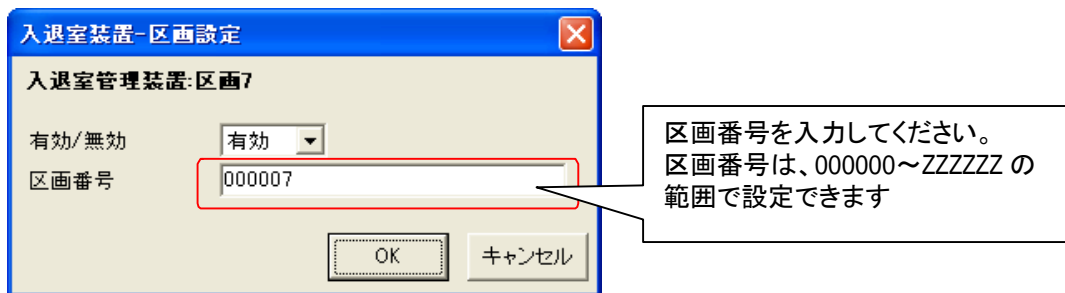 入退室装置-区画設定
入退室管理装置:区画7
有効/無効
有効
区画番号
000007
OK
キャンセル
区画番号を入力してください。
区画番号は、000000～ZZZZZZ の
範囲で設定できます